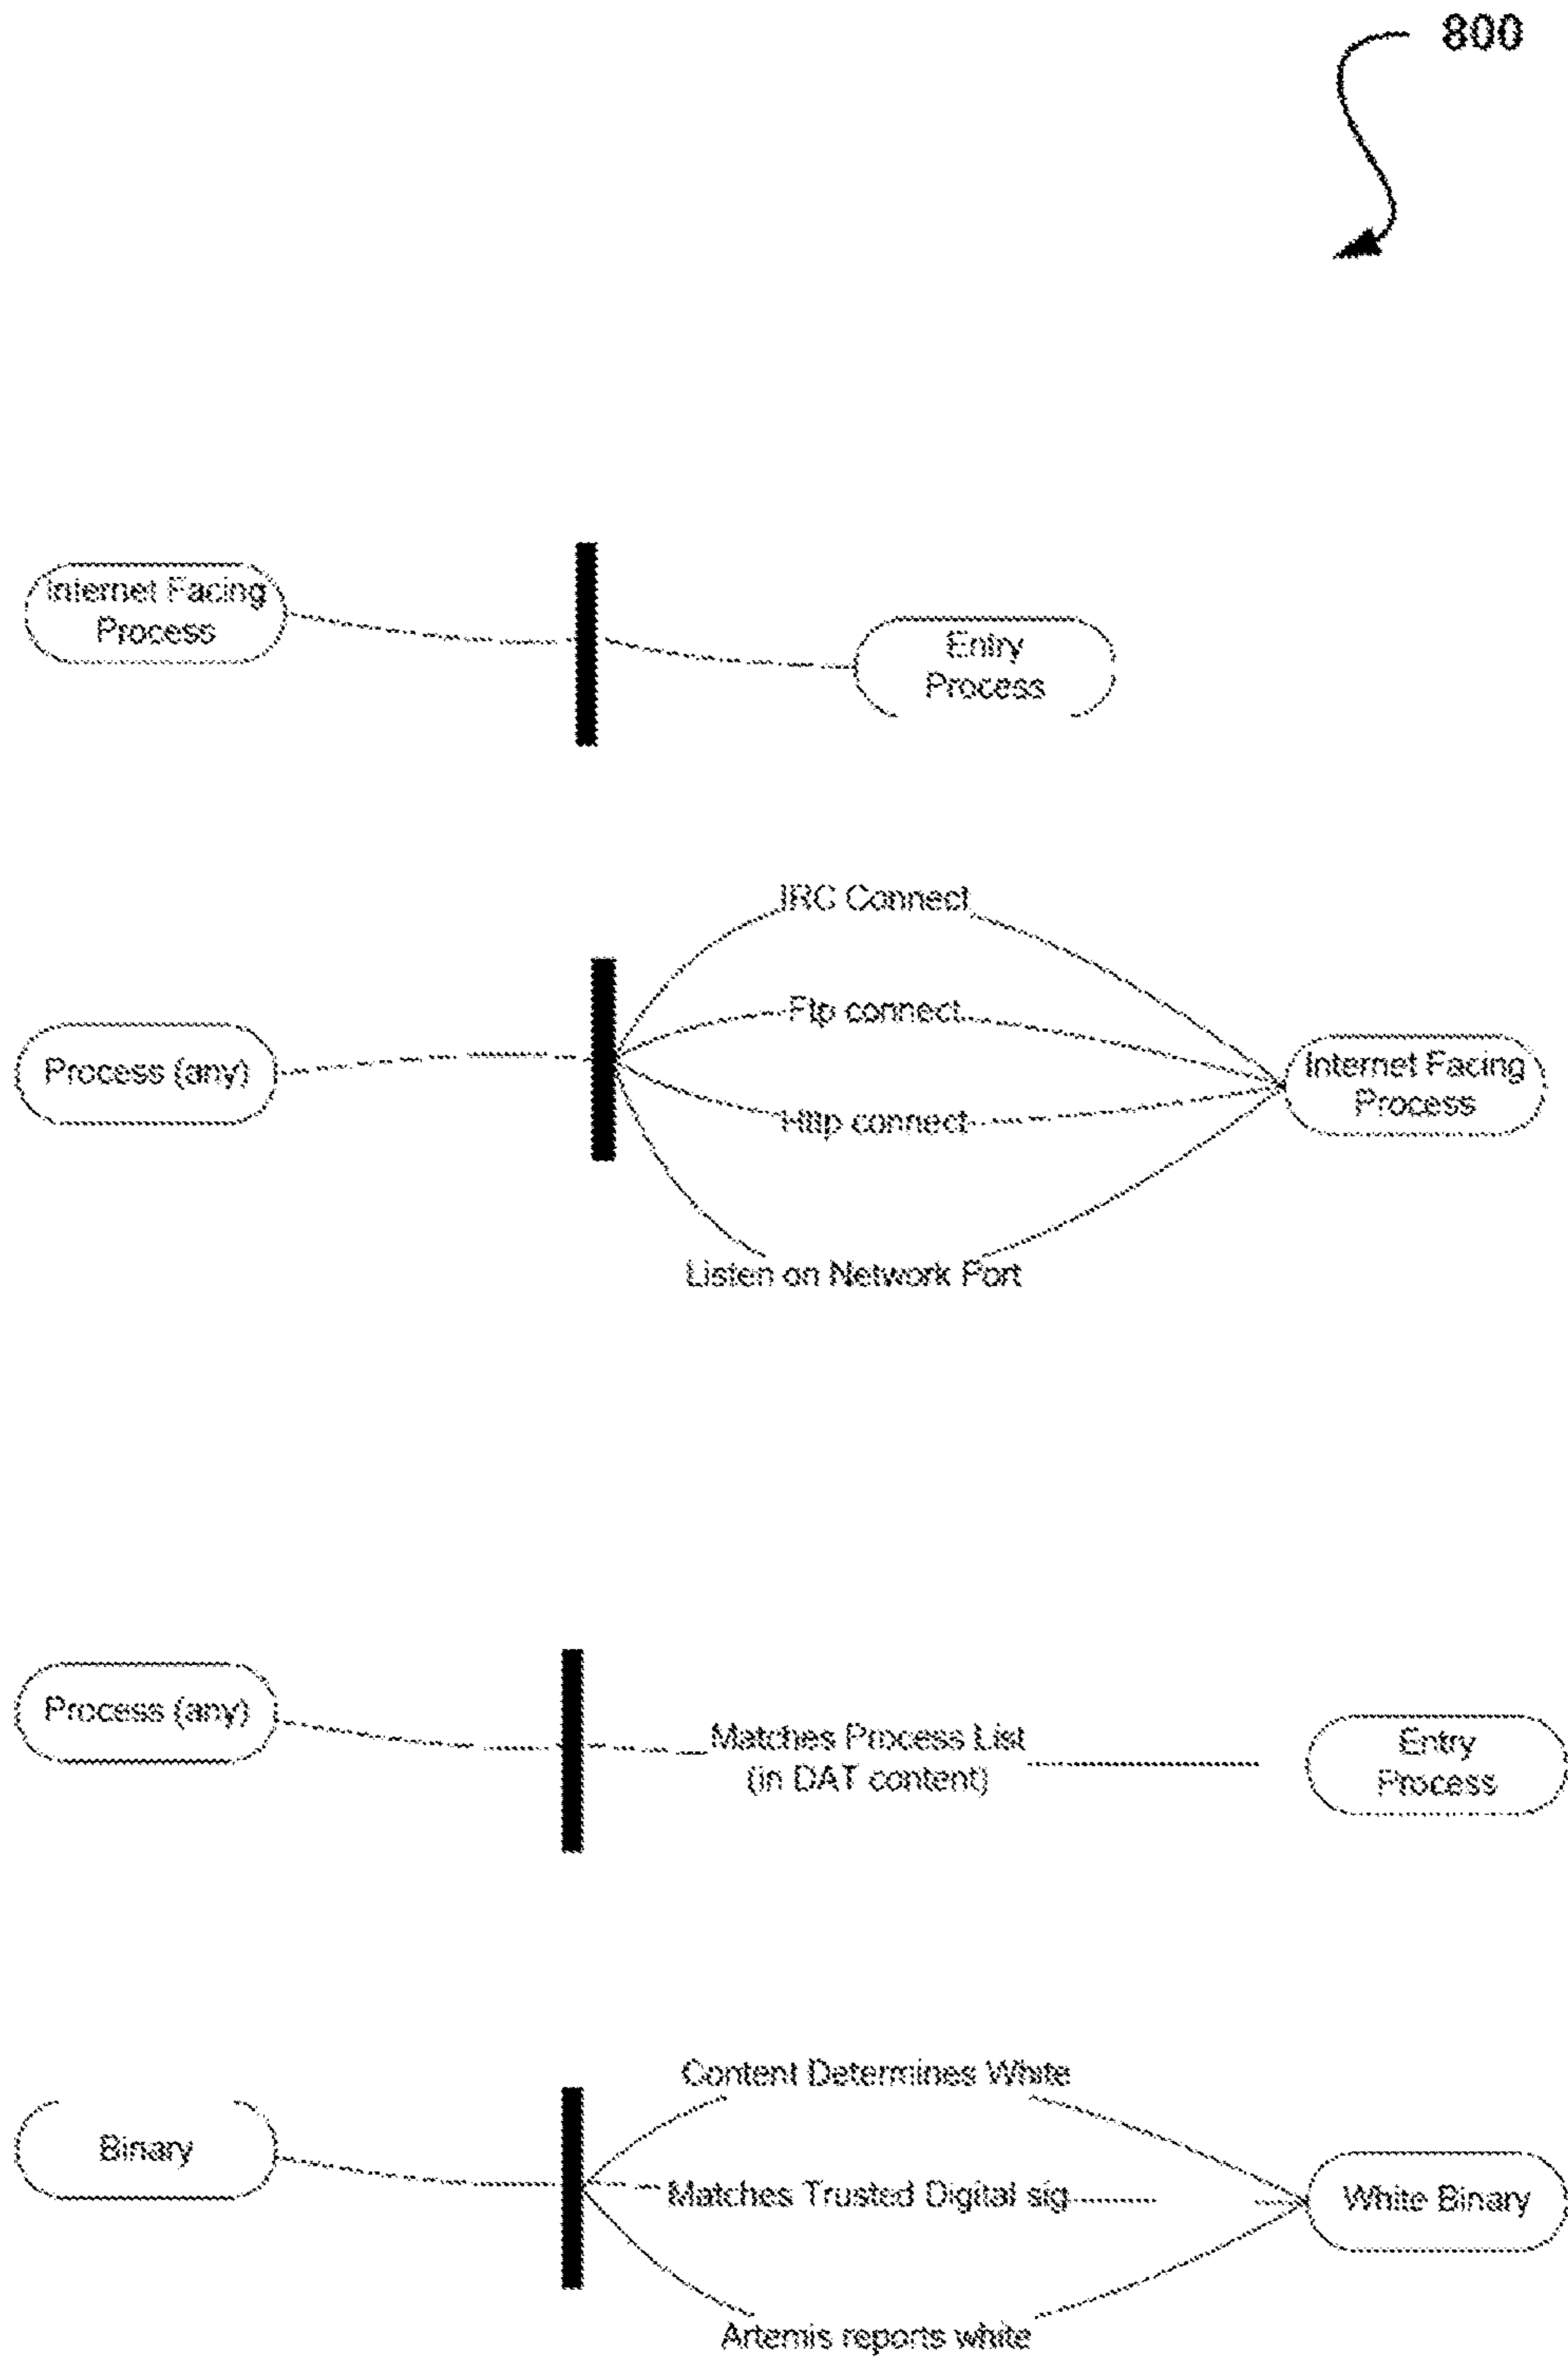 800
Internet Facing
Process
Entry
Process
IRC Connect
Ftp connect
Process (any)
Http connect
Internet Facing
Process
Listen on Network Port
Process (any)
Matches Process List
(in DAT content)
Entry
Process
Content Determines White
Binary
Matches Trusted Digital sig
White Binary
Artemis reports white